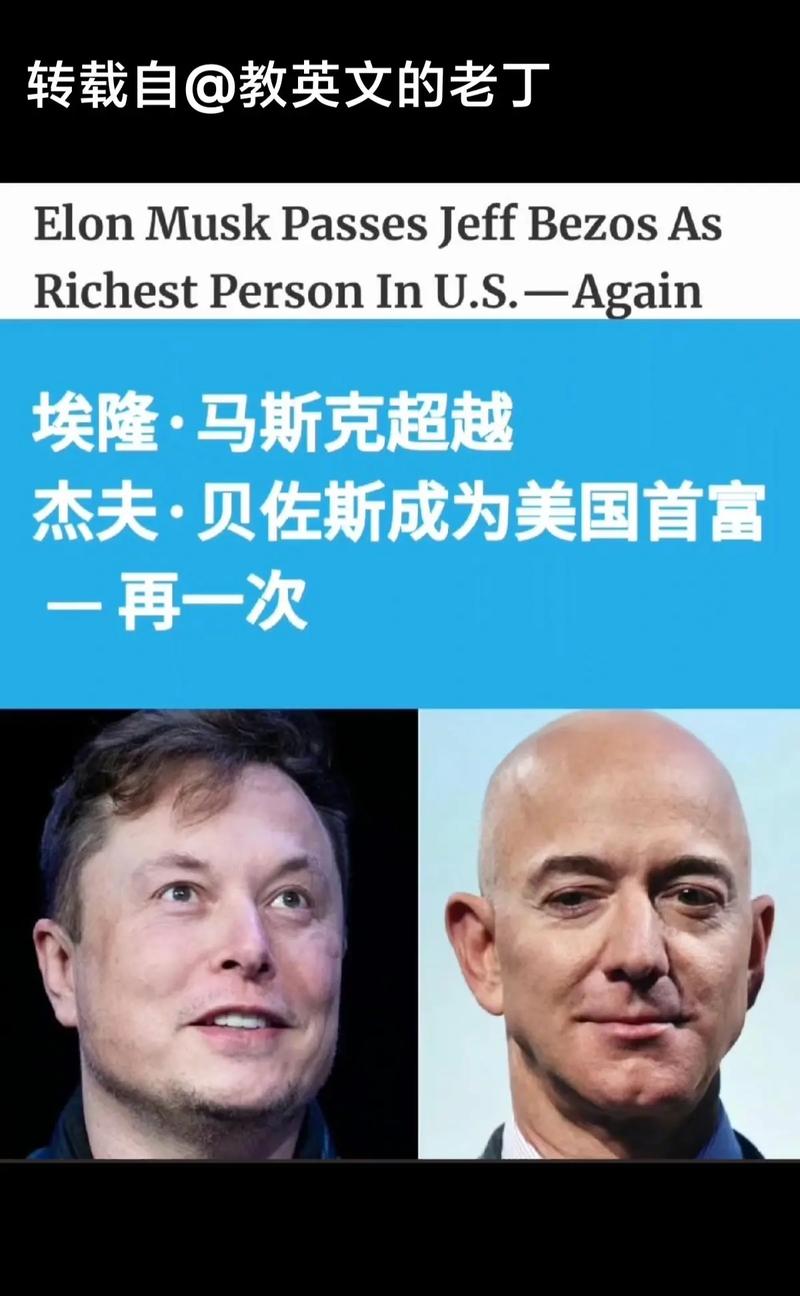 转载自@教英文的老丁
Elon Musk Passes Jeff Bezos As
Richest Person In U.S.—Again
埃隆·马斯克超越
杰夫·贝佐斯成为美国首富
— 再一次